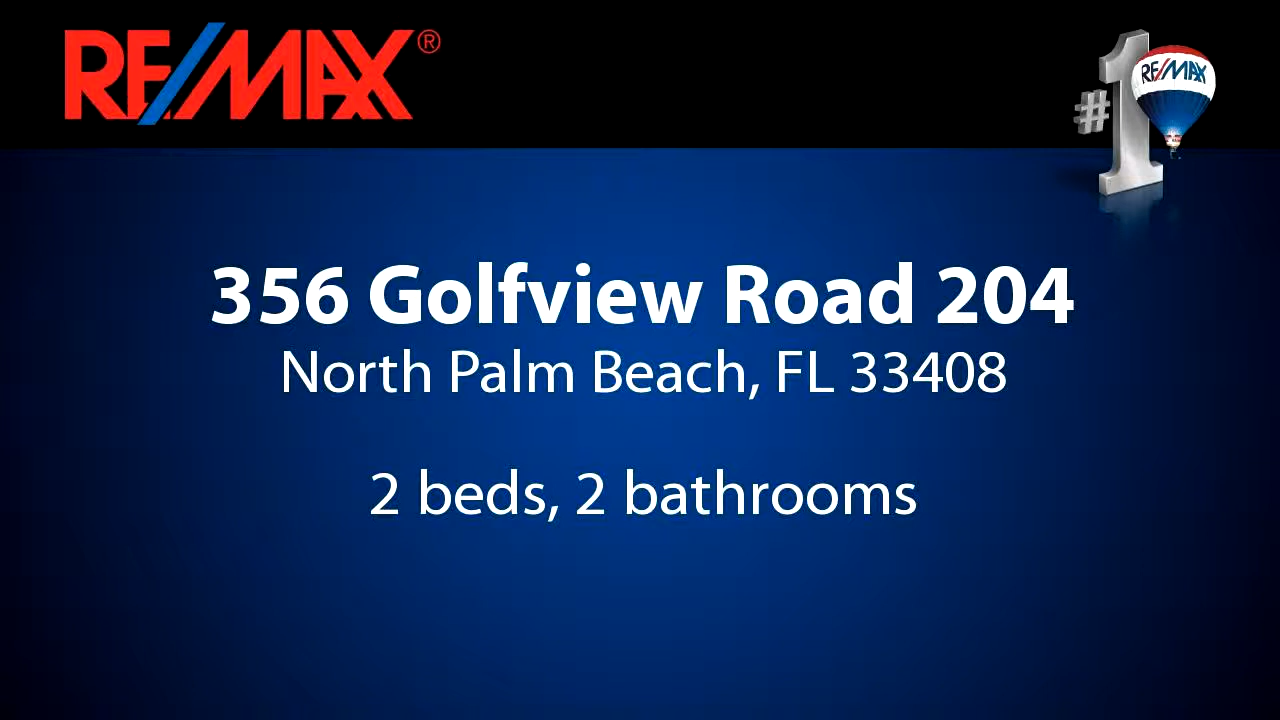 RE/MAX®
#1 RE/MAX
356 Golfview Road 204
North Palm Beach, FL 33408
2 beds, 2 bathrooms